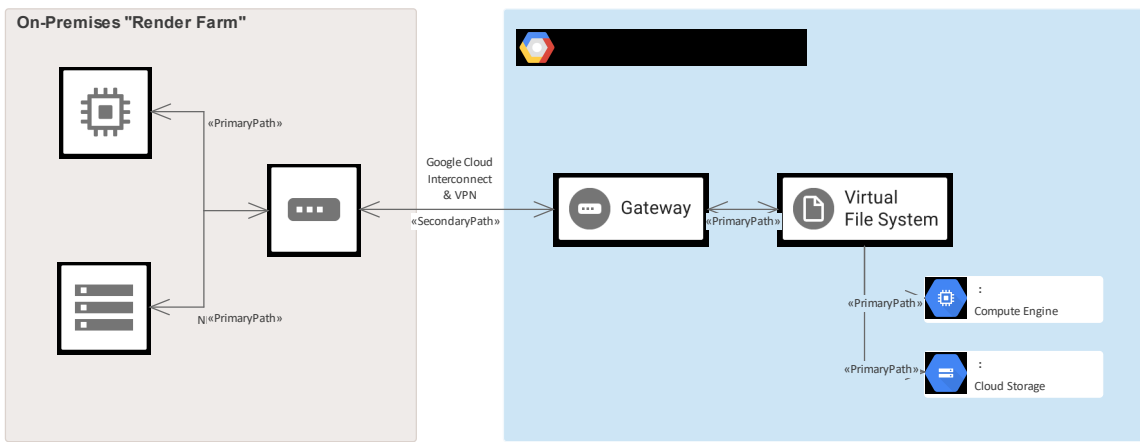 On-Premises "Render Farm"
«PrimaryPath»
Google Cloud
Interconnect
& VPN
«SecondaryPath»
Gateway
«PrimaryPath»
Virtual
File System
«PrimaryPath»
:
Compute Engine
«PrimaryPath»
«PrimaryPath»
:
Cloud Storage